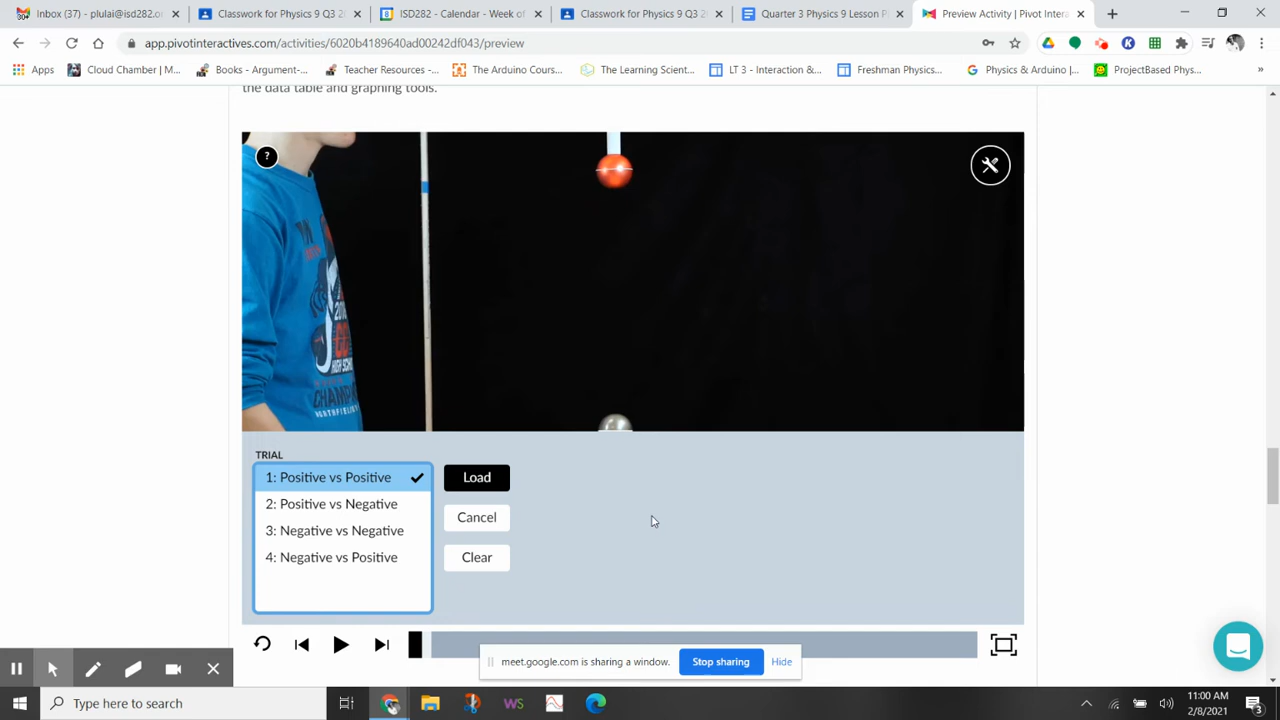 Inbox (37) - plulai@isd282.o
Classwork for Physics 9 Q3 2
ISD282 - Calendar - Week of
Classwork for Physics 9 Q3 2
Quarter 3 Physics 9 Lesson P
Preview Activity | Pivot Intera
app.pivotinteractives.com/activities/6020b4189640ad00242df043/preview
Apps
Cloud Chamber | M...
Books - Argument-...
Teacher Resources -...
The Arduino Cours...
The Learning Scient...
LT 3 - Interaction &...
Freshman Physics...
Physics & Arduino |...
ProjectBased Phys...
the data table and graphing tools.
?
HIGH SCHO
CHAMP
TRIAL
1: Positive vs Positive
2: Positive vs Negative
3: Negative vs Negative
4: Negative vs Positive
Load
Cancel
Clear
meet.google.com is sharing a window.
Stop sharing
Hide
Type here to search
WS
11:00 AM
2/8/2021
3